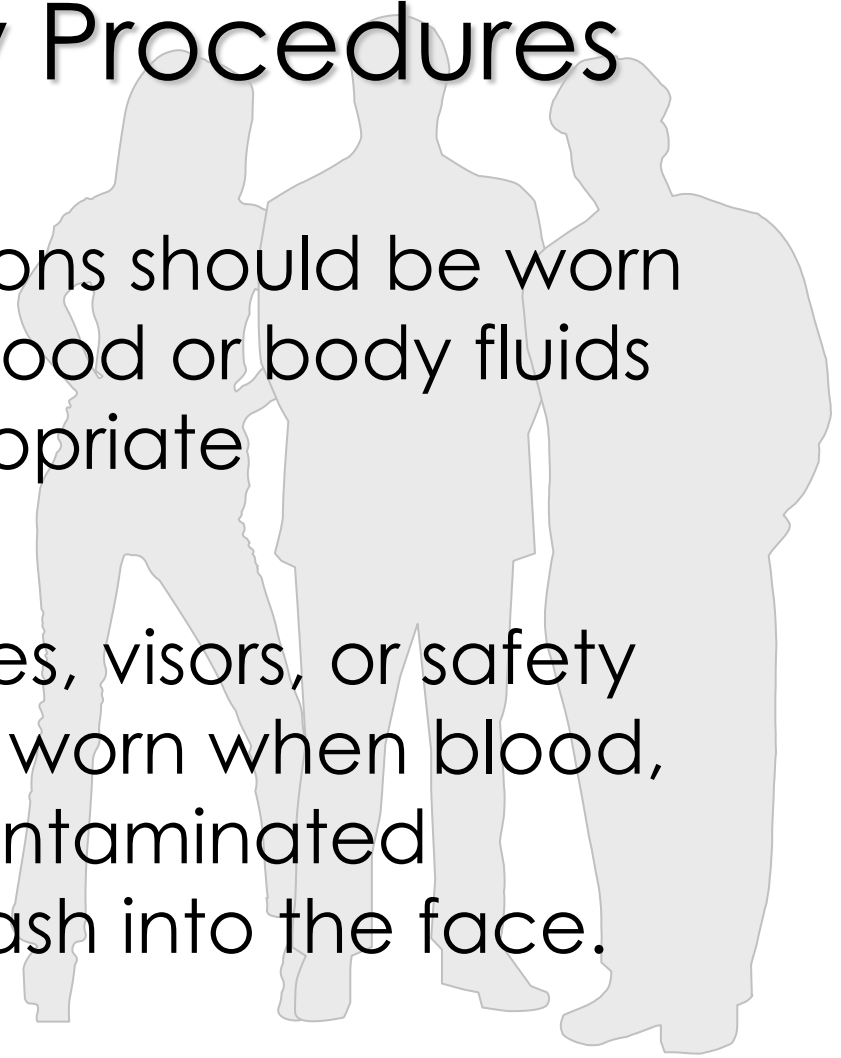 y Procedures
ons should be worn
ood or body fluids
opriate
es, visors, or safety
worn when blood,
ntaminated
ash into the face.